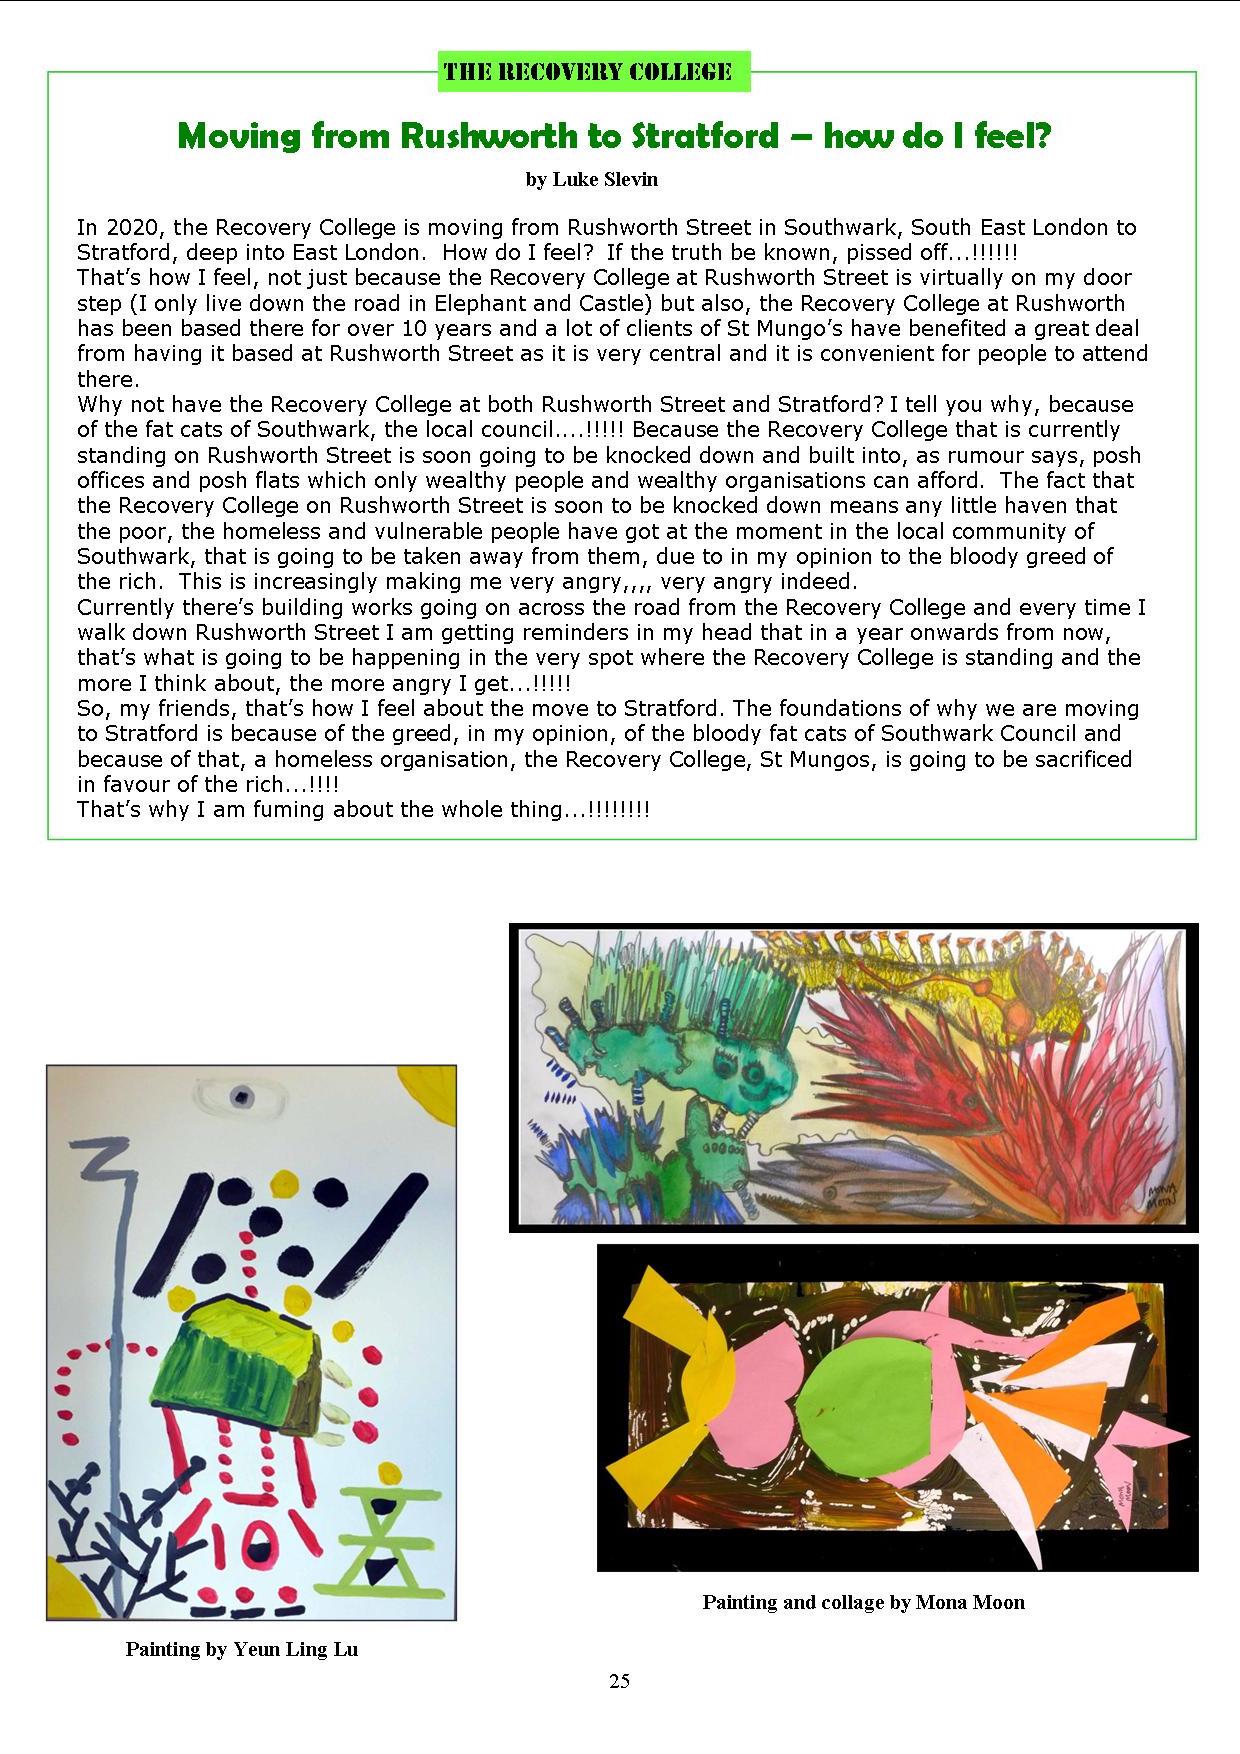 THE RECOVERY COLLEGE
Moving from Rushworth to Stratford – how do I feel?
by Luke Slevin
In 2020, the Recovery College is moving from Rushworth Street in Southwark, South East London to
Stratford, deep into East London.  How do I feel?  If the truth be known, pissed off...!!!!!!
That’s how I feel, not just because the Recovery College at Rushworth Street is virtually on my door
step (I only live down the road in Elephant and Castle) but also, the Recovery College at Rushworth
has been based there for over 10 years and a lot of clients of St Mungo’s have benefited a great deal
from having it based at Rushworth Street as it is very central and it is convenient for people to attend
there.
Why not have the Recovery College at both Rushworth Street and Stratford? I tell you why, because
of the fat cats of Southwark, the local council....!!!!! Because the Recovery College that is currently
standing on Rushworth Street is soon going to be knocked down and built into, as rumour says, posh
offices and posh flats which only wealthy people and wealthy organisations can afford.  The fact that
the Recovery College on Rushworth Street is soon to be knocked down means any little haven that
the poor, the homeless and vulnerable people have got at the moment in the local community of
Southwark, that is going to be taken away from them, due to in my opinion to the bloody greed of
the rich.  This is increasingly making me very angry,,,, very angry indeed.
Currently there’s building works going on across the road from the Recovery College and every time I
walk down Rushworth Street I am getting reminders in my head that in a year onwards from now,
that’s what is going to be happening in the very spot where the Recovery College is standing and the
more I think about, the more angry I get...!!!!!
So, my friends, that’s how I feel about the move to Stratford. The foundations of why we are moving
to Stratford is because of the greed, in my opinion, of the bloody fat cats of Southwark Council and
because of that, a homeless organisation, the Recovery College, St Mungos, is going to be sacrificed
in favour of the rich...!!!!
That’s why I am fuming about the whole thing...!!!!!!!!
MONA
MOON
MONA
MOON
Painting and collage by Mona Moon
Painting by Yeun Ling Lu
25